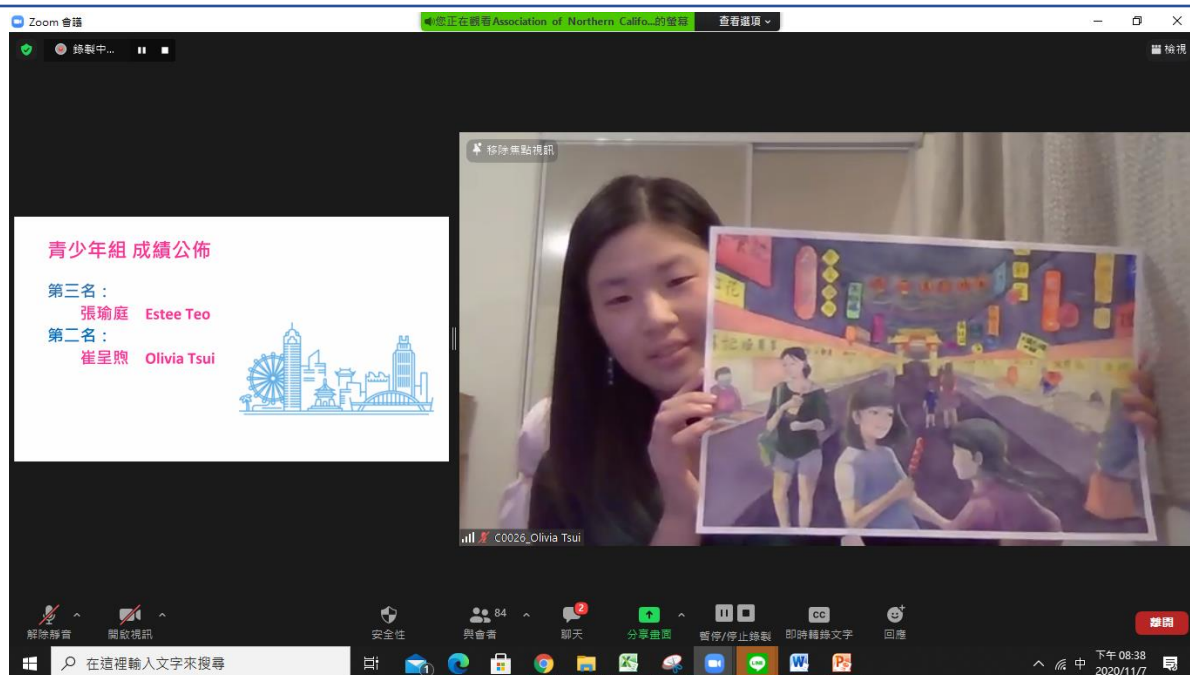 Zoom 會議
您正在觀看Association of Northern Califo...的螢幕
查看選項
錄製中...
檢視
移除焦點視訊
青少年組 成績公佈
第三名：
張瑜庭 Estee Teo
第二名：
崔呈煦 Olivia Tsui
C0026_Olivia Tsui
解除靜音
開啟視訊
安全性
84
與會者
2
聊天
分享畫面
暫停/停止錄製
CC
即時轉錄文字
回應
離開
在這裡輸入文字來搜尋
1
中
下午 08:38
2020/11/7